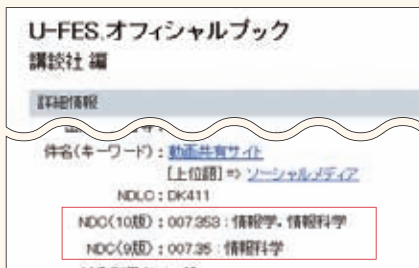 U-FES.オフィシャルブック
講談社 編
詳細情報
件名(キーワード) : 動画共有サイト
[上位語] => ソーシャルメディア
NDLC : DK411
NDC(10版) : 007.353 : 情報学. 情報科学
NDC(9版) : 007.35 : 情報科学